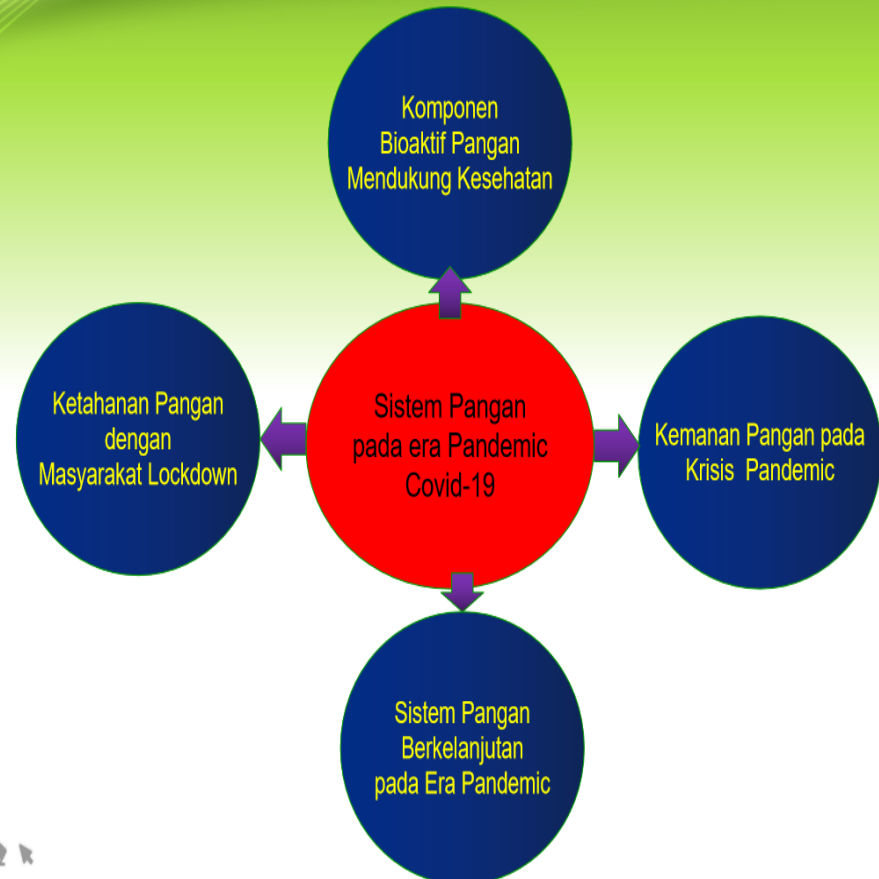 Komponen
Bioaktif Pangan
Mendukung Kesehatan
Ketahanan Pangan
dengan
Masyarakat Lockdown
Sistem Pangan
pada era Pandemic
Covid-19
Kemanan Pangan pada
Krisis Pandemic
Sistem Pangan
Berkelanjutan
pada Era Pandemic